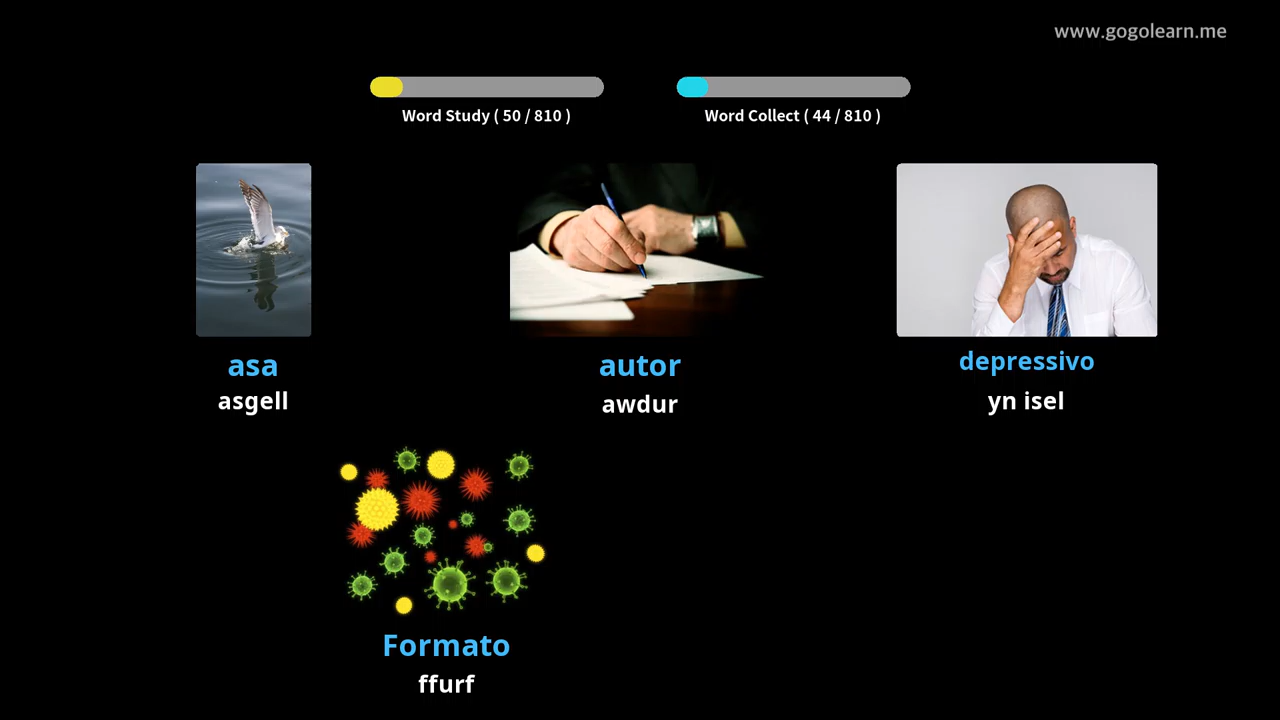 www.gogolearn.me
Word Study ( 50 / 810 )
Word Collect ( 44 / 810 )
asa
asgell
autor
awdur
depressivo
yn isel
Formato
ffurf